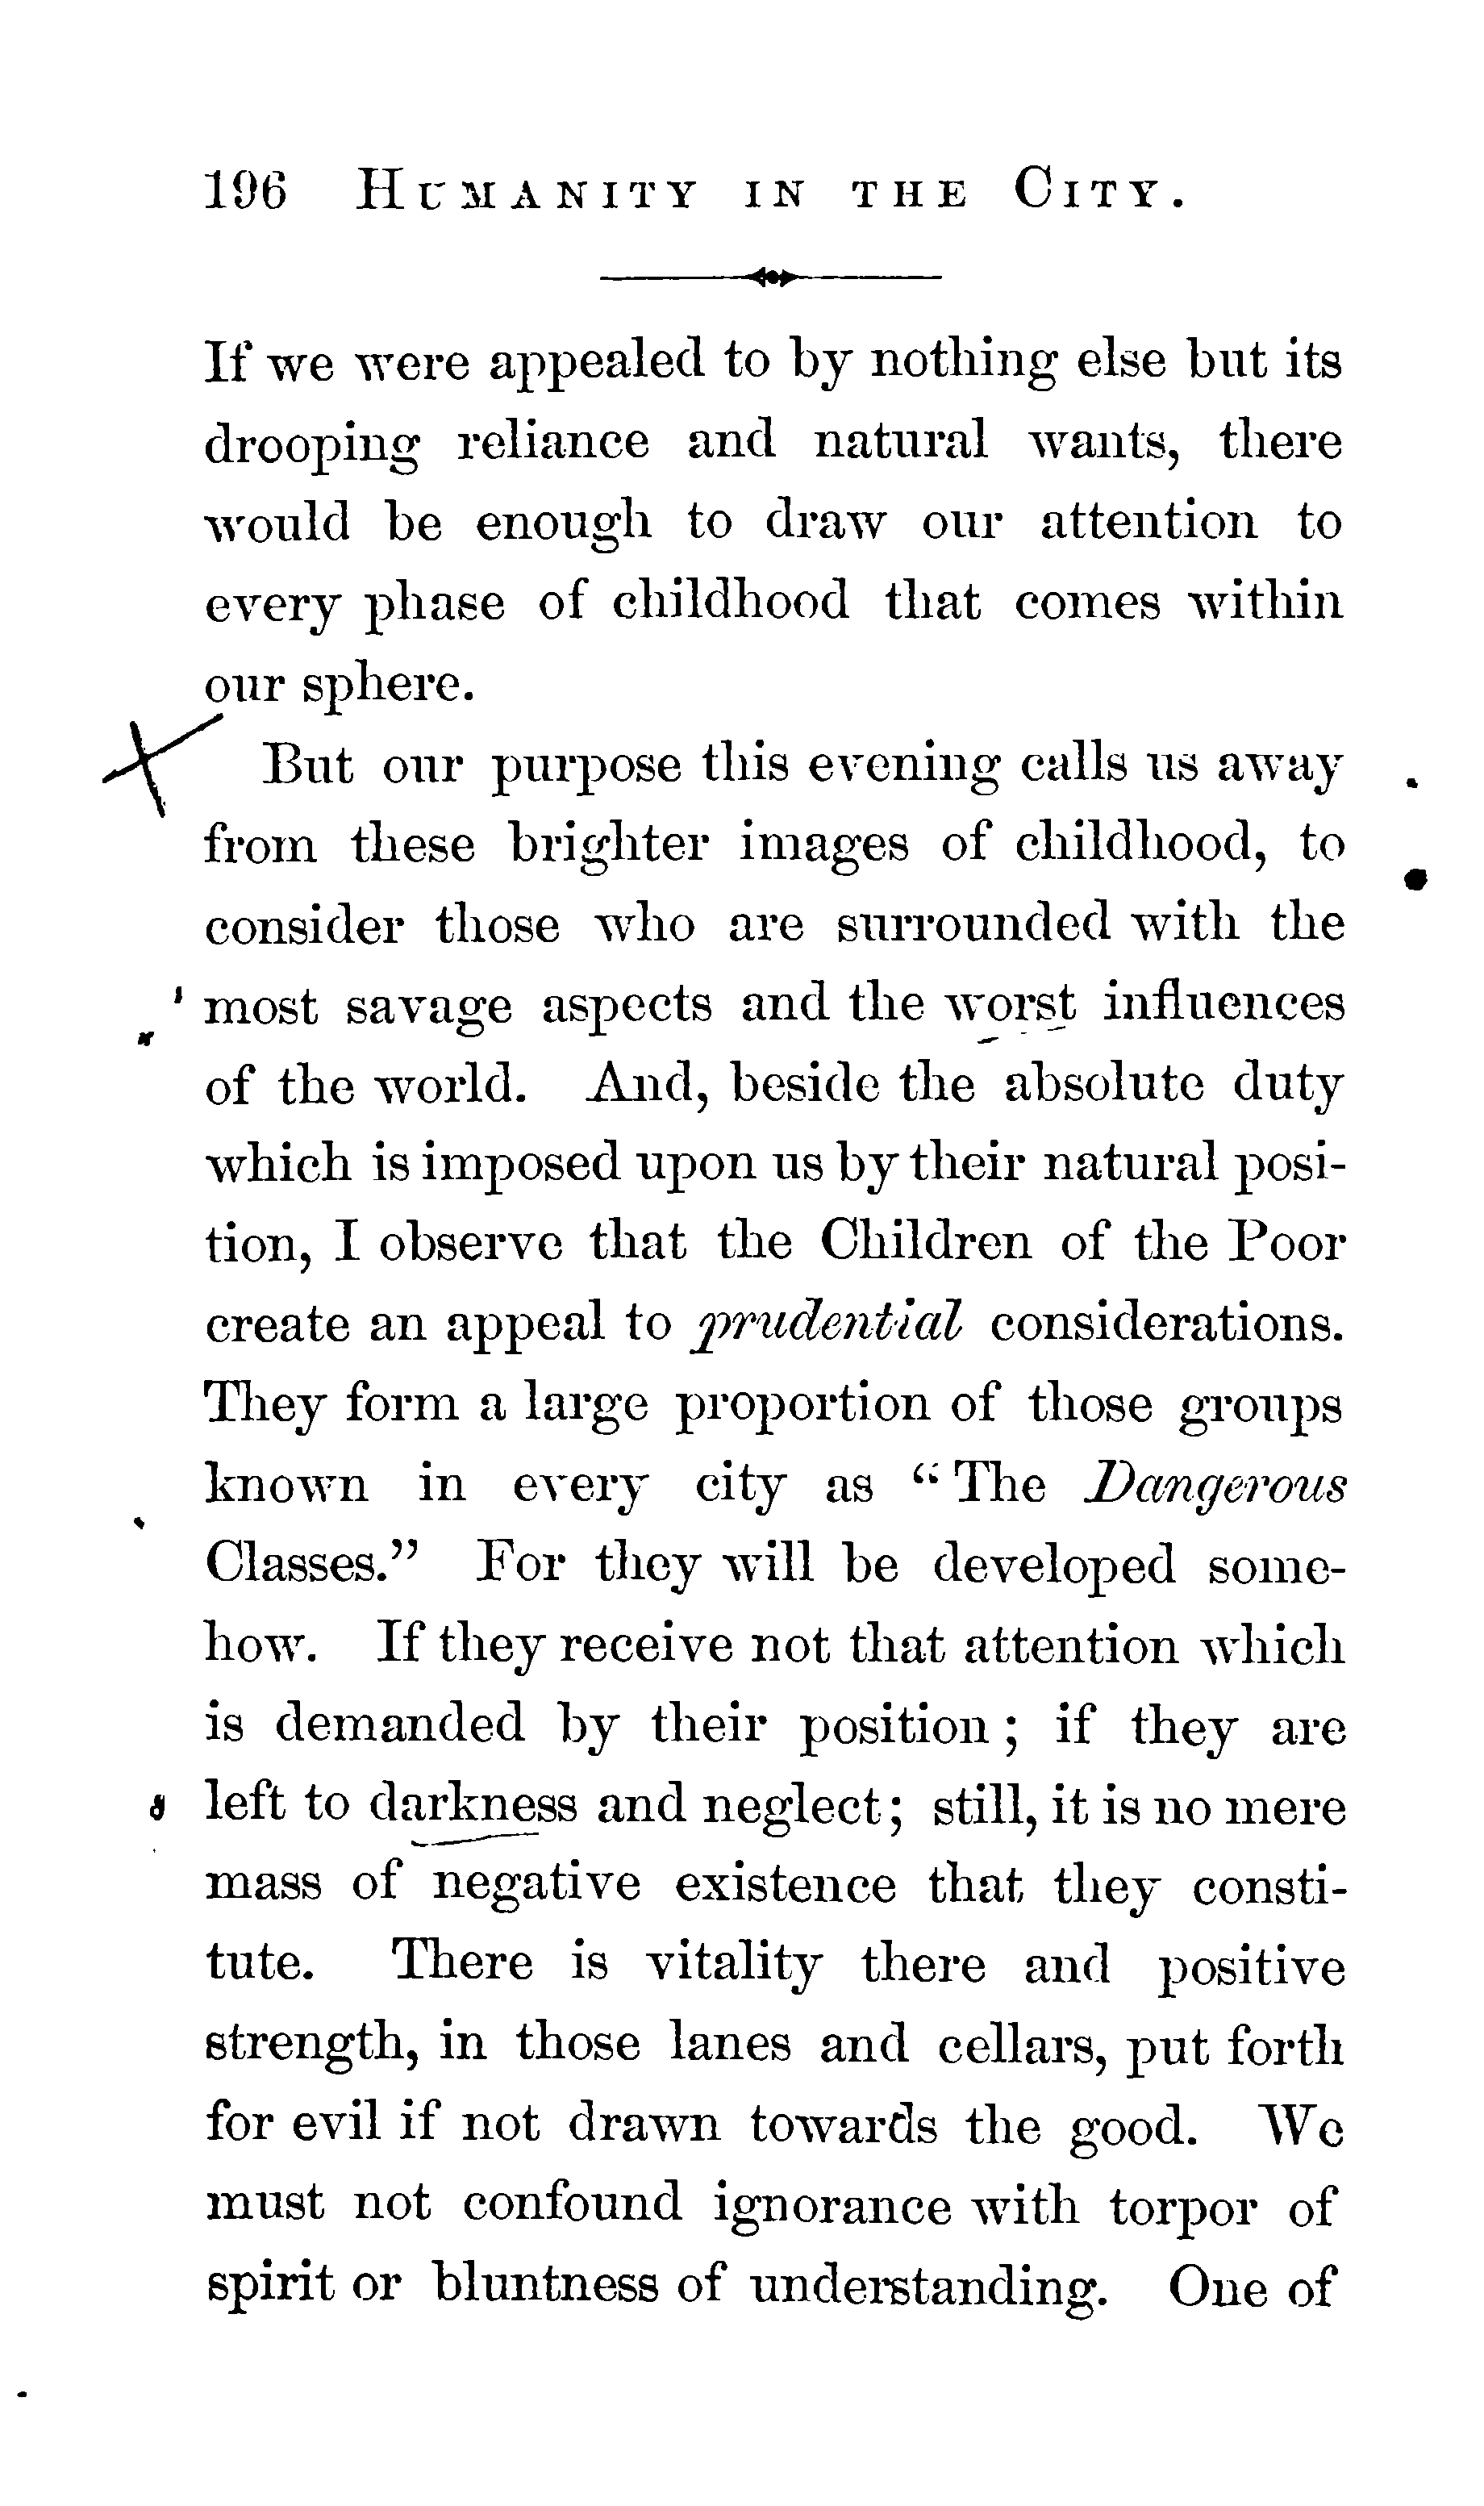 196 HUMANITY IN THE CITY.
If we were appealed to by nothing else but its
drooping reliance and natural wants, there
would be enough to draw our attention to
every phase of childhood that comes within
our sphere.
But our purpose this evening calls us away
from these brighter images of childhood, to
consider those who are surrounded with the
most savage aspects and the worst influences
of the world. And, beside the absolute duty
which is imposed upon us by their natural posi-
tion, I observe that the Children of the Poor
create an appeal to prudential considerations.
They form a large proportion of those groups
known in every city as “The Dangerous
Classes.” For they will be developed some-
how. If they receive not that attention which
is demanded by their position; if they are
left to darkness and neglect; still, it is no mere
mass of negative existence that they consti-
tute. There is vitality there and positive
strength, in those lanes and cellars, put forth
for evil if not drawn towards the good. We
must not confound ignorance with torpor of
spirit or bluntness of understanding. One of